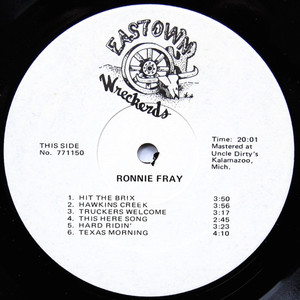 EASTOWN
Wreckerds
THIS SIDE
No. 771150
Time: 20:01
Mastered at
Uncle Dirty's
Kalamazoo,
Mich.
RONNIE FRAY
1. HIT THE BRIX 3:50
2. HAWKINS CREEK 3:56
3. TRUCKERS WELCOME 3:17
4. THIS HERE SONG 2:45
5. HARD RIDIN' 3:23
6. TEXAS MORNING 4:10